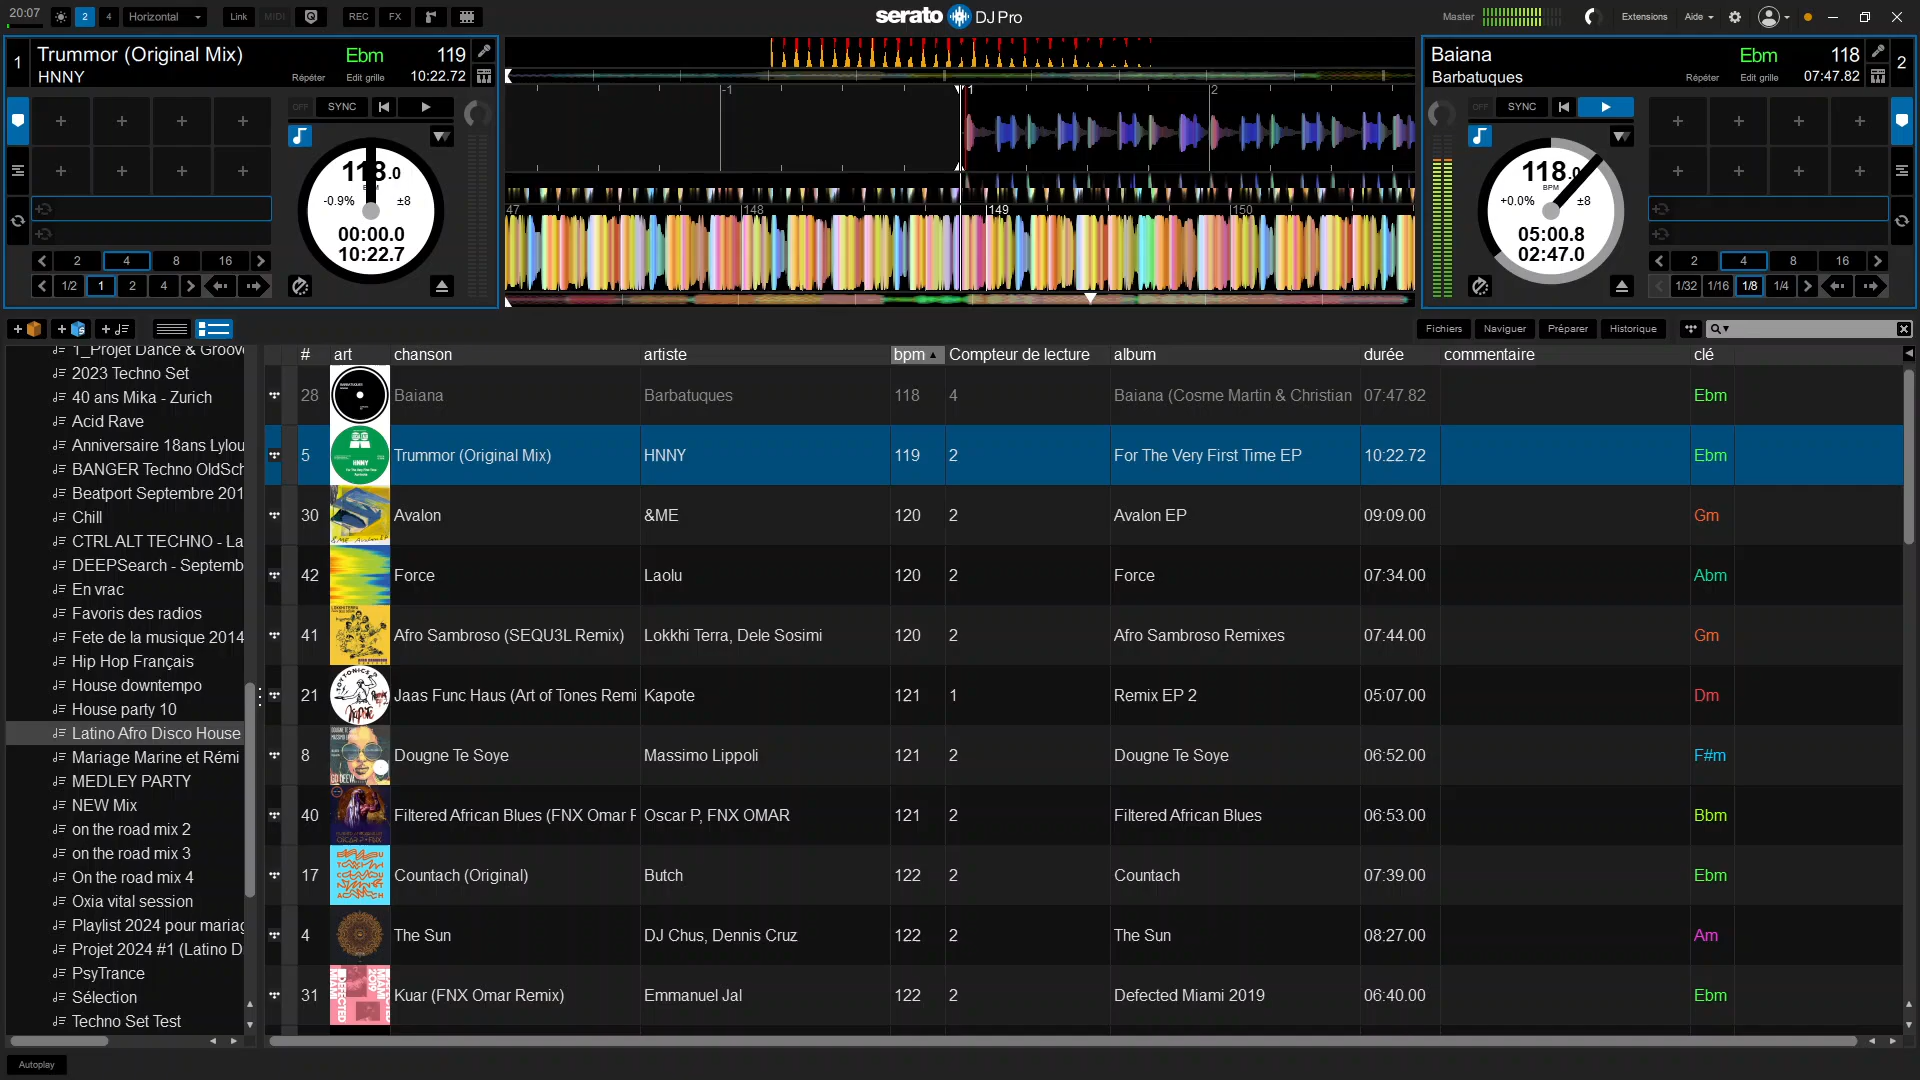 20:07
2
4
Horizontal
Link
MIDI
REC
FX
serato DJ Pro
Master
Extensions
Aide
1
Trummor (Original Mix)
Ebm
119
HNNY
Répéter
Edit grille
10:22.72
OFF
SYNC
118.0
BPM
-0.9%
±8
00:00.0
10:22.7
2 4 8 16
1/2 1 2 4
-1
1
2
47
148
149
150
Baiana
Ebm
118
2
Barbatuques
Répéter
Edit grille
07:47.82
OFF
SYNC
118.0
BPM
+0.0%
±8
05:00.8
02:47.0
2 4 8 16
1/32 1/16 1/8 1/4
Fichiers
Naviguer
Préparer
Historique
1_Projet Dance & Groove
2023 Techno Set
40 ans Mika - Zurich
Acid Rave
Anniversaire 18ans Lylou
BANGER Techno OldSch
Beatport Septembre 201
Chill
CTRL ALT TECHNO - La
DEEPSearch - Septemb
En vrac
Favoris des radios
Fete de la musique 2014
Hip Hop Français
House downtempo
House party 10
Latino Afro Disco House
Mariage Marine et Rémi
MEDLEY PARTY
NEW Mix
on the road mix 2
on the road mix 3
On the road mix 4
Oxia vital session
Playlist 2024 pour mariag
Projet 2024 #1 (Latino D
PsyTrance
Sélection
Techno Set Test
# art chanson artiste bpm Compteur de lecture album durée commentaire clé
28 Baiana Barbatuques 118 4 Baiana (Cosme Martin & Christian 07:47.82 Ebm
5 Trummor (Original Mix) HNNY 119 2 For The Very First Time EP 10:22.72 Ebm
30 Avalon &ME 120 2 Avalon EP 09:09.00 Gm
42 Force Laolu 120 2 Force 07:34.00 Abm
41 Afro Sambroso (SEQU3L Remix) Lokkhi Terra, Dele Sosimi 120 2 Afro Sambroso Remixes 07:44.00 Gm
21 Jaas Func Haus (Art of Tones Remi Kapote 121 1 Remix EP 2 05:07.00 Dm
8 Dougne Te Soye Massimo Lippoli 121 2 Dougne Te Soye 06:52.00 F#m
40 Filtered African Blues (FNX Omar F Oscar P, FNX OMAR 121 2 Filtered African Blues 06:53.00 Bbm
17 Countach (Original) Butch 122 2 Countach 07:39.00 Ebm
4 The Sun DJ Chus, Dennis Cruz 122 2 The Sun 08:27.00 Am
31 Kuar (FNX Omar Remix) Emmanuel Jal 122 2 Defected Miami 2019 06:40.00 Ebm
Autoplay